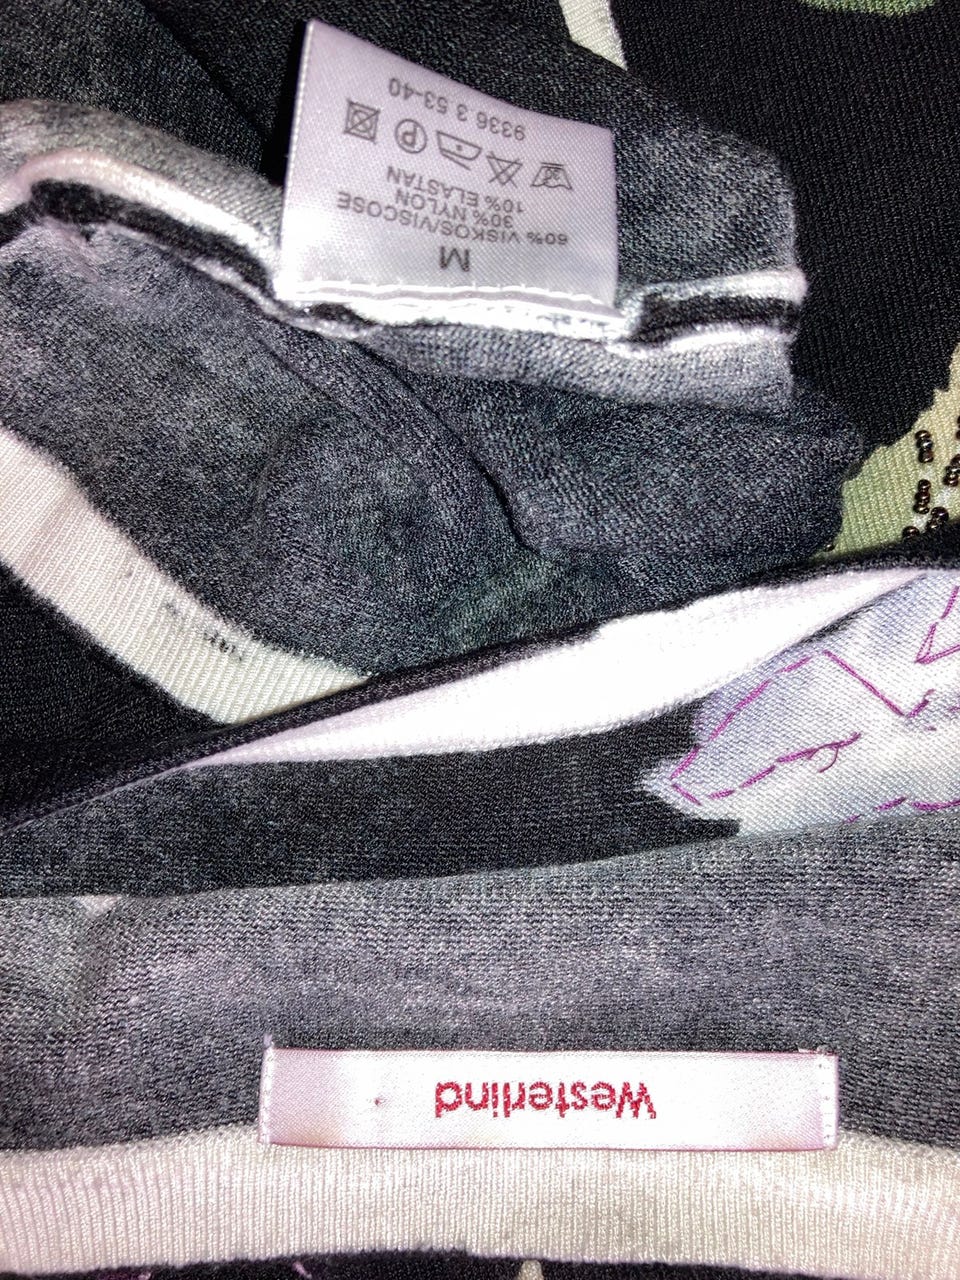 M
60% VISKOS/VISCOSE
30% NYLON
10% ELASTAN
9336 3 53-40
Westerlind